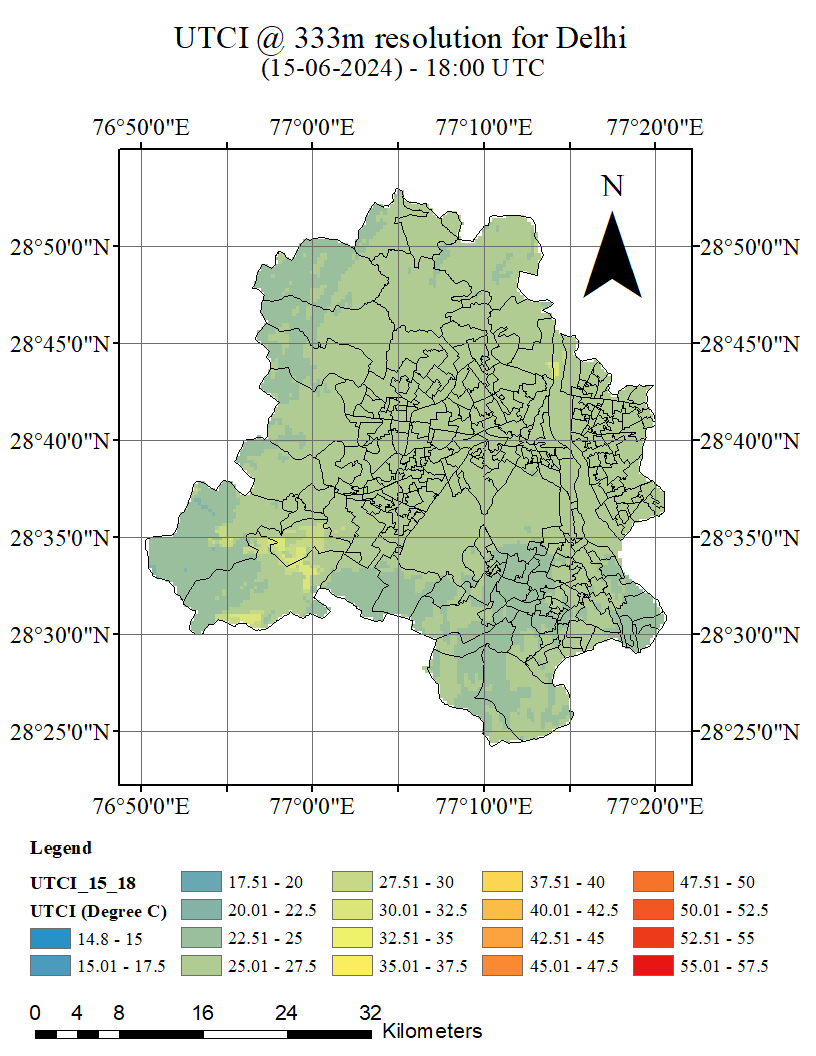 UTCI @ 333m resolution for Delhi
(15-06-2024) - 18:00 UTC
76°50'0"E 77°0'0"E 77°10'0"E 77°20'0"E
N
28°50'0"N 28°50'0"N
28°45'0"N 28°45'0"N
28°40'0"N 28°40'0"N
28°35'0"N 28°35'0"N
28°30'0"N 28°30'0"N
28°25'0"N 28°25'0"N
76°50'0"E 77°0'0"E 77°10'0"E 77°20'0"E
Legend
UTCI_15_18 17.51 - 20 27.51 - 30 37.51 - 40 47.51 - 50
UTCI (Degree C) 20.01 - 22.5 30.01 - 32.5 40.01 - 42.5 50.01 - 52.5
14.8 - 15 22.51 - 25 32.51 - 35 42.51 - 45 52.51 - 55
15.01 - 17.5 25.01 - 27.5 35.01 - 37.5 45.01 - 47.5 55.01 - 57.5
0 4 8 16 24 32
Kilometers